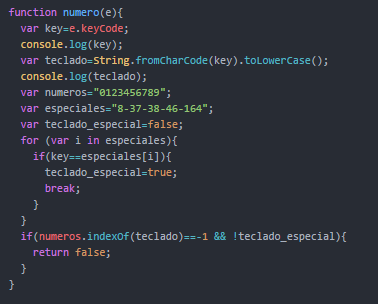 function numero(e){
  var key=e.keyCode;
  console.log(key);
  var teclado=String.fromCharCode(key).toLowerCase();
  console.log(teclado);
  var numeros="0123456789";
  var especiales="8-37-38-46-164";
  var teclado_especial=false;
  for (var i in especiales){
    if(key==especiales[i]){
      teclado_especial=true;
      break;
    }
  }
  if(numeros.indexOf(teclado)==-1 && !teclado_especial){
    return false;
  }
}